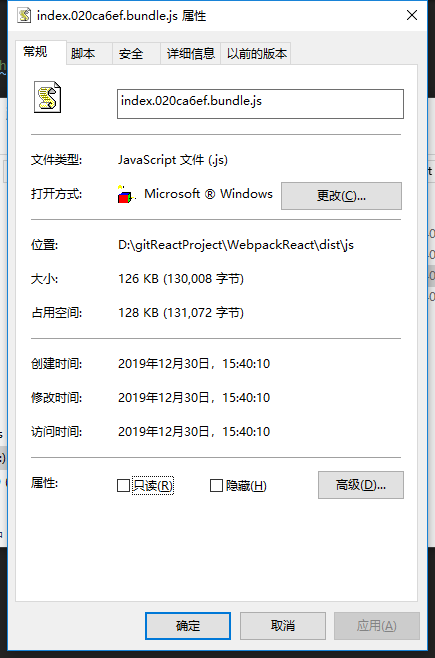 index.020ca6ef.bundle.js 属性
常规 脚本 安全 详细信息 以前的版本
index.020ca6ef.bundle.js
文件类型: JavaScript 文件 (.js)
打开方式: Microsoft ® Windows 更改(C)...
位置: D:\gitReactProject\WebpackReact\dist\js
大小: 126 KB (130,008 字节)
占用空间: 128 KB (131,072 字节)
创建时间: 2019年12月30日，15:40:10
修改时间: 2019年12月30日，15:40:10
访问时间: 2019年12月30日，15:40:10
属性: 只读(R) 隐藏(H) 高级(D)...
确定 取消 应用(A)